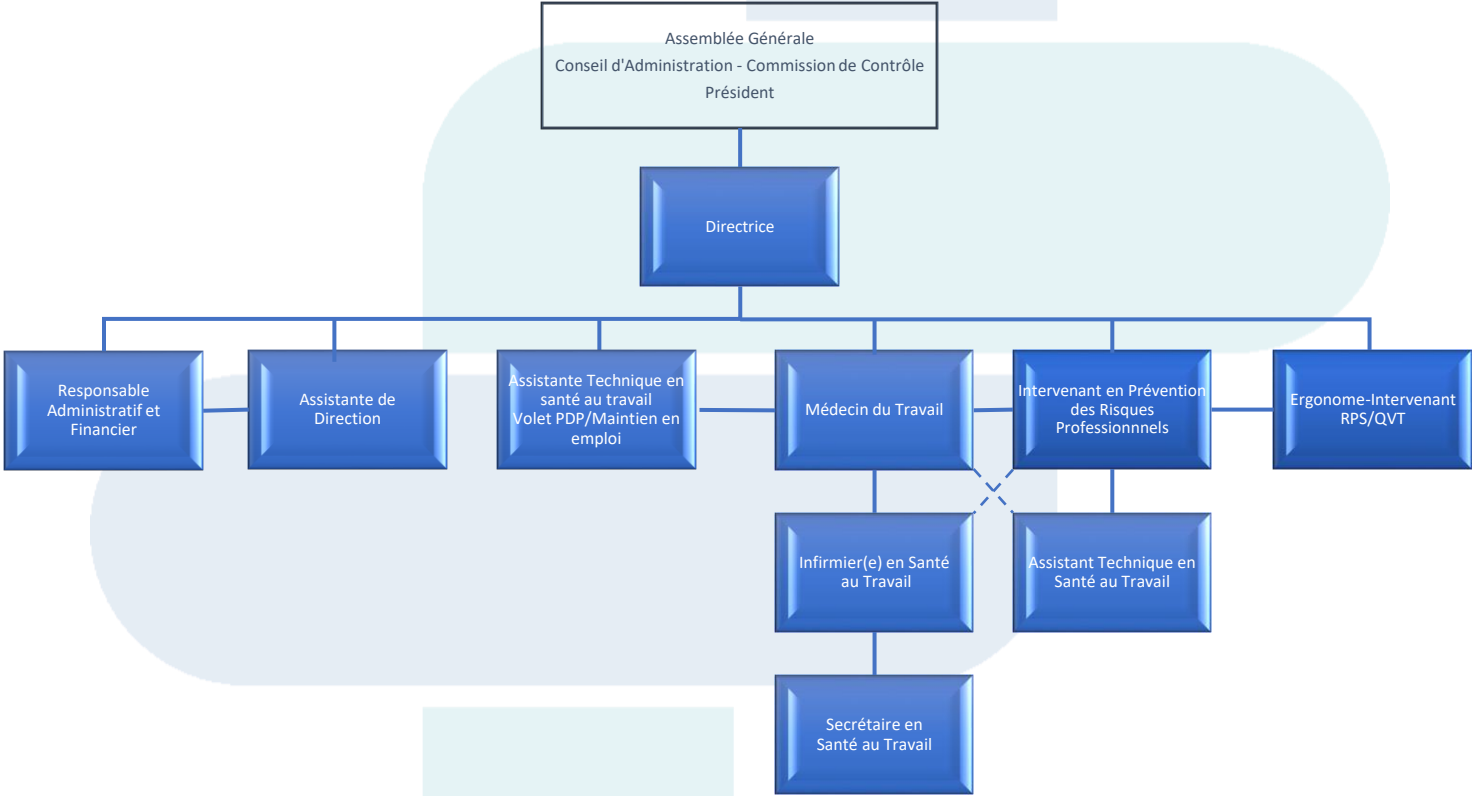 Assemblée Générale
Conseil d'Administration - Commission de Contrôle
Président
Directrice
Responsable
Administratif et
Financier
Assistante de
Direction
Assistante Technique en
santé au travail
Volet PDP/Maintien en
emploi
Médecin du Travail
Intervenant en Prévention
des Risques
Professionnnels
Ergonome-Intervenant
RPS/QVT
Infirmier(e) en Santé
au Travail
Assistant Technique en
Santé au Travail
Secrétaire en
Santé au Travail